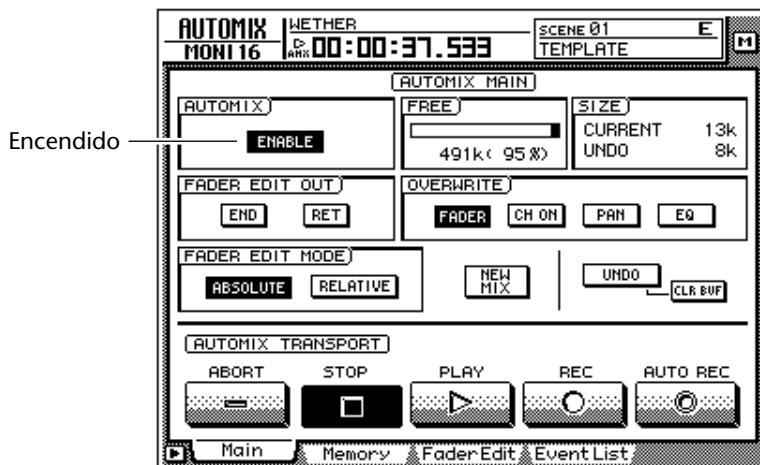 AUTOMIX WETHER SCENE 01 E
MONI 16 AMX 00:00:37.533 TEMPLATE M
AUTOMIX MAIN
AUTOMIX FREE SIZE
Encendido ENABLE 491k( 95%) CURRENT 13k
UNDO 8k
FADER EDIT OUT OVERWRITE
END RET FADER CH ON PAN EQ
FADER EDIT MODE
ABSOLUTE RELATIVE NEW MIX UNDO CLR BUF
AUTOMIX TRANSPORT
ABORT STOP PLAY REC AUTO REC
Main Memory Fader Edit Event List